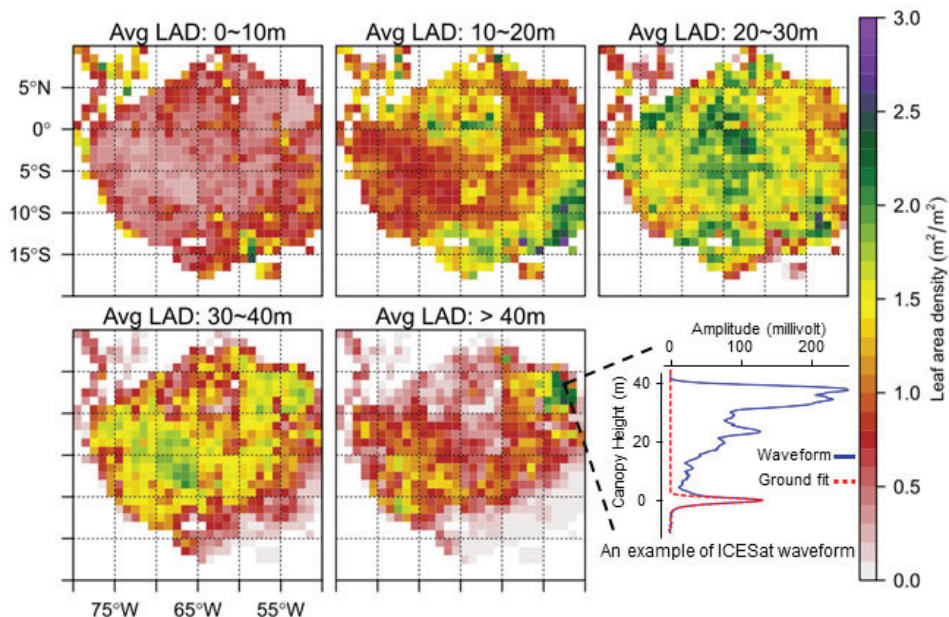 Avg LAD: 0~10m
Avg LAD: 10~20m
Avg LAD: 20~30m
5°N
0°
5°S
10°S
15°S
Avg LAD: 30~40m
Avg LAD: > 40m
75°W
65°W
55°W
Amplitude (millivolt)
0
100
200
Canopy Height (m)
40
20
0
Waveform
Ground fit
An example of ICESat waveform
3.0
2.5
2.0
1.5
1.0
0.5
0.0
Leaf area density (m²/m²)